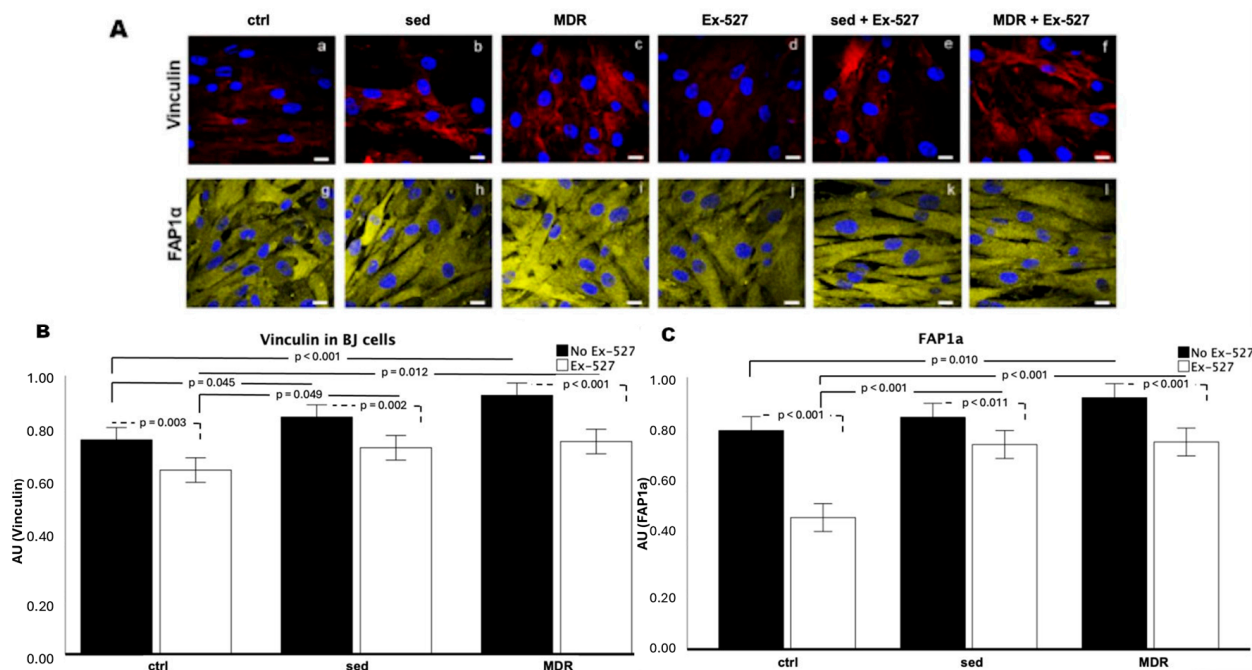 A
ctrl sed MDR Ex-527 sed + Ex-527 MDR + Ex-527
Vinculin
a b c d e f
FAP1α
g h i j k l
B
Vinculin in BJ cells
No Ex-527
Ex-527
p < 0.001
p = 0.012
p < 0.001
p = 0.045
p = 0.049
p = 0.002
p = 0.003
1.00
0.80
0.60
0.40
0.20
0.00
AU (Vinculin)
ctrl sed MDR
C
FAP1a
No Ex-527
Ex-527
p = 0.010
p < 0.001
p < 0.001
p < 0.001
p < 0.011
p < 0.001
1.00
0.80
0.60
0.40
0.20
0.00
AU (FAP1a)
ctrl sed MDR